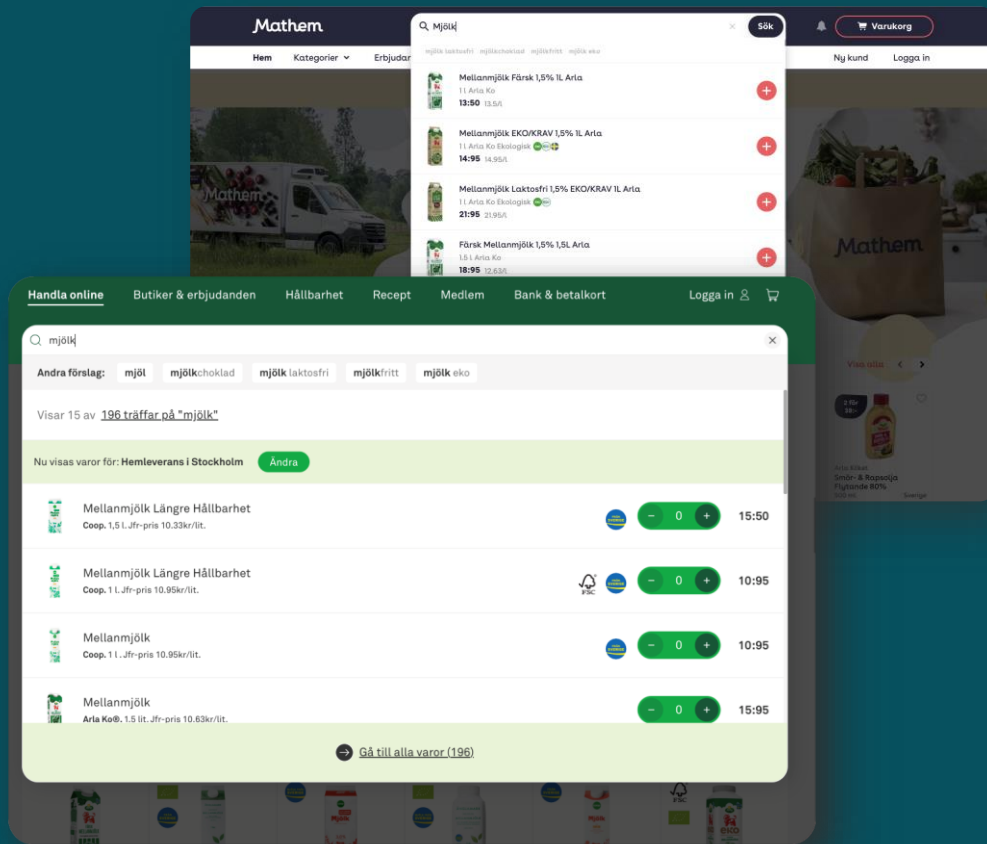 Mathem
Mjölk
Sök
Varukorg
Hem Kategorier Erbjudan
Ny kund Logga in
mjölk laktosfri mjölkchoklad mjölkfritt mjölk eko
Mellanmjölk Färsk 1,5% 1L Arla
1 l Arla Ko
13:50 13.5/l
Mellanmjölk EKO/KRAV 1,5% 1L Arla
1 l Arla Ko Ekologisk
14:95 14.95/l
Mellanmjölk Laktosfri 1,5% EKO/KRAV 1L Arla
1 l Arla Ko Ekologisk
21:95 21.95/l
Färsk Mellanmjölk 1,5% 1,5L Arla
1.5 l Arla Ko
18:95 12.63/l
Mathem
Mathem
Visa alla
2 för
Arla Köket
Smör- & Rapsolja
Flytande 80%
500 ml Sverige
Handla online Butiker & erbjudanden Hållbarhet Recept Medlem Bank & betalkort Logga in
mjölk
Andra förslag: mjöl mjölkchoklad mjölk laktosfri mjölkfritt mjölk eko
Visar 15 av 196 träffar på "mjölk"
Nu visas varor för: Hemleverans i Stockholm Ändra
Mellanmjölk Längre Hållbarhet
Coop. 1,5 l. Jfr-pris 10.33kr/lit.
- 0 + 15:50
Mellanmjölk Längre Hållbarhet
Coop. 1 l. Jfr-pris 10.95kr/lit.
FSC
- 0 + 10:95
Mellanmjölk
Coop. 1 l . Jfr-pris 10.95kr/lit.
- 0 + 10:95
Mellanmjölk
Arla Ko®. 1.5 lit. Jfr-pris 10.63kr/lit.
- 0 + 15:95
Gå till alla varor (196)
FSC